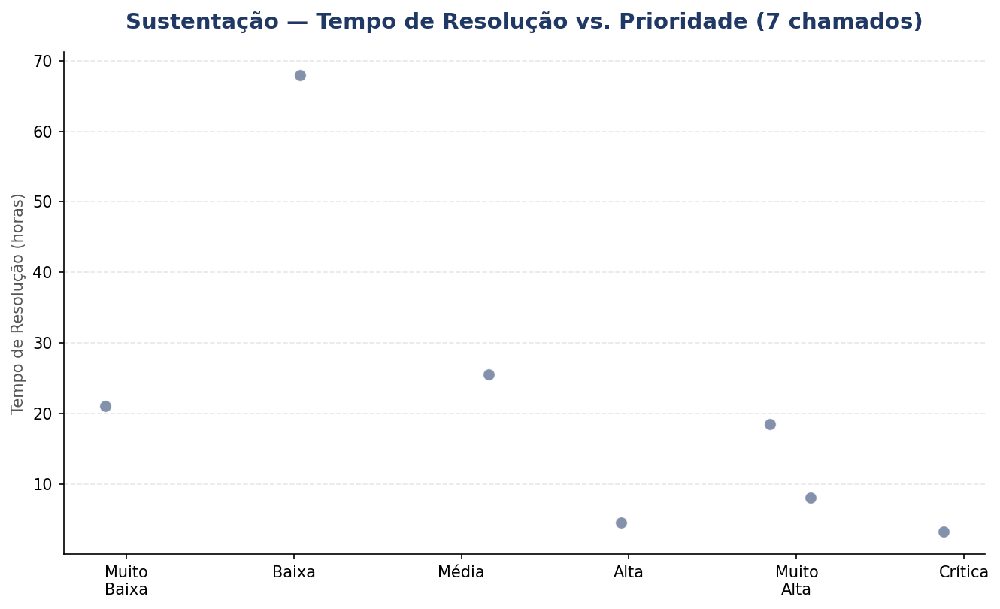 Sustentação — Tempo de Resolução vs. Prioridade (7 chamados)
Tempo de Resolução (horas)
70
60
50
40
30
20
10
Muito
Baixa
Baixa
Média
Alta
Muito
Alta
Crítica